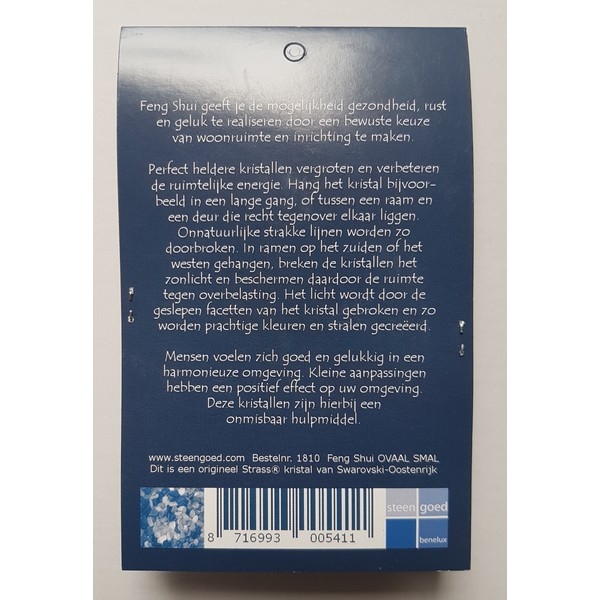 Feng Shui geeft je de mogelijkheid gezondheid, rust
en geluk te realiseren door een bewuste keuze
van woonruimte en inrichting te maken.
Perfect heldere kristallen vergroten en verbeteren
de ruimtelijke energie. Hang het kristal bijvoor-
beeld in een lange gang, of tussen een raam en
een deur die recht tegenover elkaar liggen.
Onnatuurlijke strakke lijnen worden zo
doorbroken. In ramen op het zuiden of het
westen gehangen, breken de kristallen het
zonlicht en beschermen daardoor de ruimte
tegen overbelasting. Het licht wordt door de
geslepen facetten van het kristal gebroken en zo
worden prachtige kleuren en stralen gecreëerd.
Mensen voelen zich goed en gelukkig in een
harmonieuze omgeving. Kleine aanpassingen
hebben een positief effect op uw omgeving.
Deze kristallen zijn hierbij een
onmisbaar hulpmiddel.
www.steengoed.com Bestelnr. 1810 Feng Shui OVAAL SMAL
Dit is een origineel Strass® kristal van Swarovski-Oostenrijk
steen goed
benelux
8 716993 005411